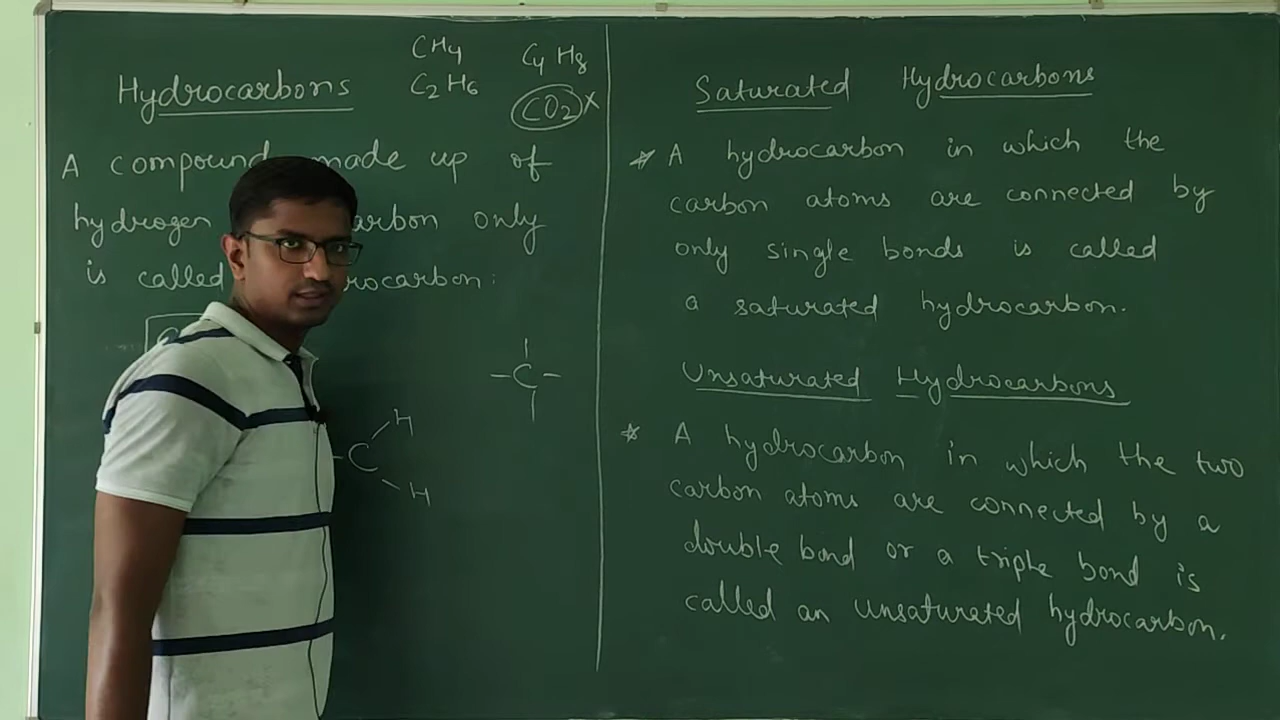 Hydrocarbons
CH4
C4H8
C2H6
CO2 x
A compound made up of
hydrogen carbon only
is called
C
H
C
H
C
Saturated Hydrocarbons
* A hydrocarbon in which the
carbon atoms are connected by
only single bonds is called
a saturated hydrocarbon.
Unsaturated Hydrocarbons
* A hydrocarbon in which the two
carbon atoms are connected by a
double bond or a triple bond is
called an unsaturated hydrocarbon.